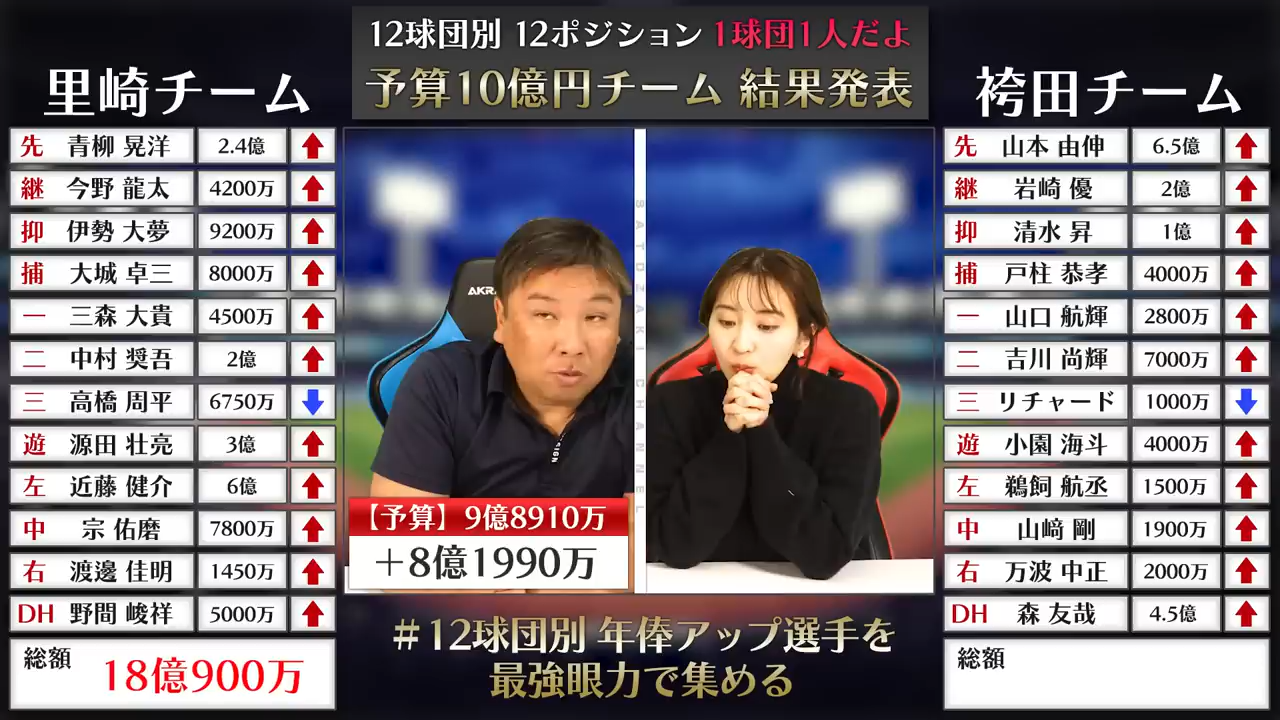 12球団別 12ポジション 1球団1人だよ
予算10億円チーム 結果発表
里崎チーム
先 青柳 晃洋 2.4億
継 今野 龍太 4200万
抑 伊勢 大夢 9200万
捕 大城 卓三 8000万
一 三森 大貴 4500万
二 中村 奨吾 2億
三 高橋 周平 6750万
遊 源田 壮亮 3億
左 近藤 健介 6億
中 宗 佑磨 7800万
右 渡邉 佳明 1450万
DH 野間 峻祥 5000万
総額 18億900万
AKR
SATOZAKI CHANNEL
【予算】9億8910万
＋8億1990万
袴田チーム
先 山本 由伸 6.5億
継 岩崎 優 2億
抑 清水 昇 1億
捕 戸柱 恭孝 4000万
一 山口 航輝 2800万
二 吉川 尚輝 7000万
三 リチャード 1000万
遊 小園 海斗 4000万
左 鵜飼 航丞 1500万
中 山﨑 剛 1900万
右 万波 中正 2000万
DH 森 友哉 4.5億
総額
＃12球団別 年俸アップ選手を
最強眼力で集める